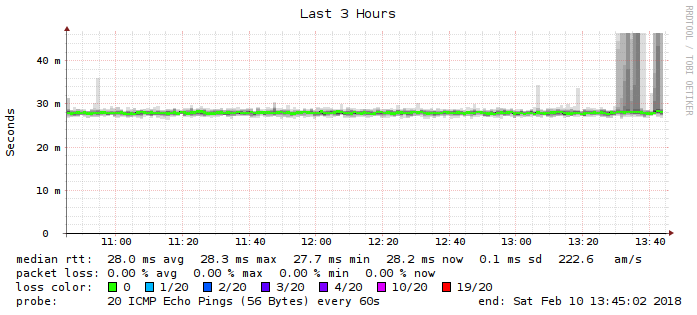 Last 3 Hours
RRDTOOL / TOBI OETIKER
Seconds
40 m
30 m
20 m
10 m
0
11:00 11:20 11:40 12:00 12:20 12:40 13:00 13:20 13:40
median rtt: 28.0 ms avg 28.3 ms max 27.7 ms min 28.2 ms now 0.1 ms sd 222.6 am/s
packet loss: 0.00 % avg 0.00 % max 0.00 % min 0.00 % now
loss color: 0 1/20 2/20 3/20 4/20 10/20 19/20
probe: 20 ICMP Echo Pings (56 Bytes) every 60s end: Sat Feb 10 13:45:02 2018